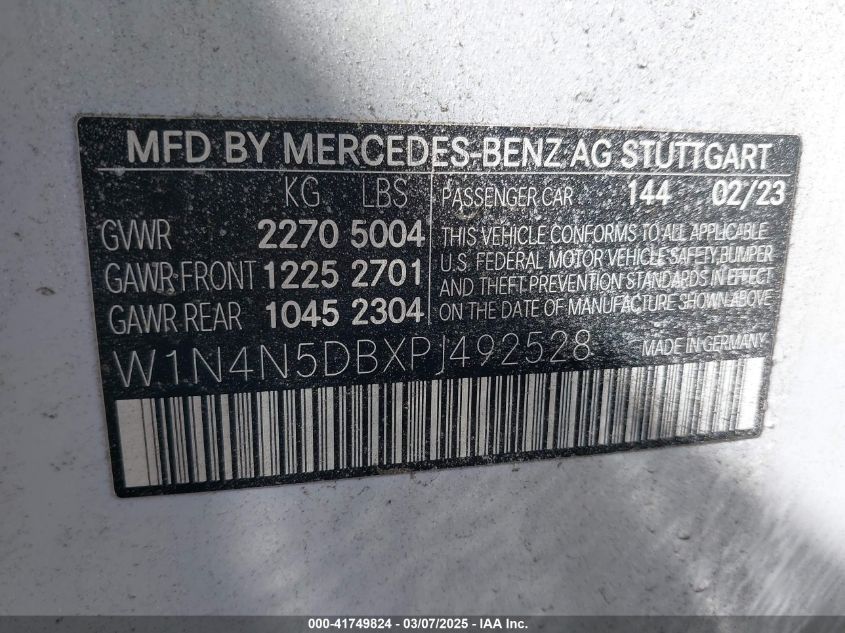 MFD BY MERCEDES-BENZ AG STUTTGART
KG LBS
GVWR 2270 5004
GAWR FRONT 1225 2701
GAWR REAR 1045 2304
PASSENGER CAR 144 02/23
THIS VEHICLE CONFORMS TO ALL APPLICABLE
U.S. FEDERAL MOTOR VEHICLE SAFETY, BUMPER
AND THEFT PREVENTION STANDARDS IN EFFECT
ON THE DATE OF MANUFACTURE SHOWN ABOVE
W1N4N5DBXPJ492528 MADE IN GERMANY
000-41749824 - 03/07/2025 - IAA Inc.